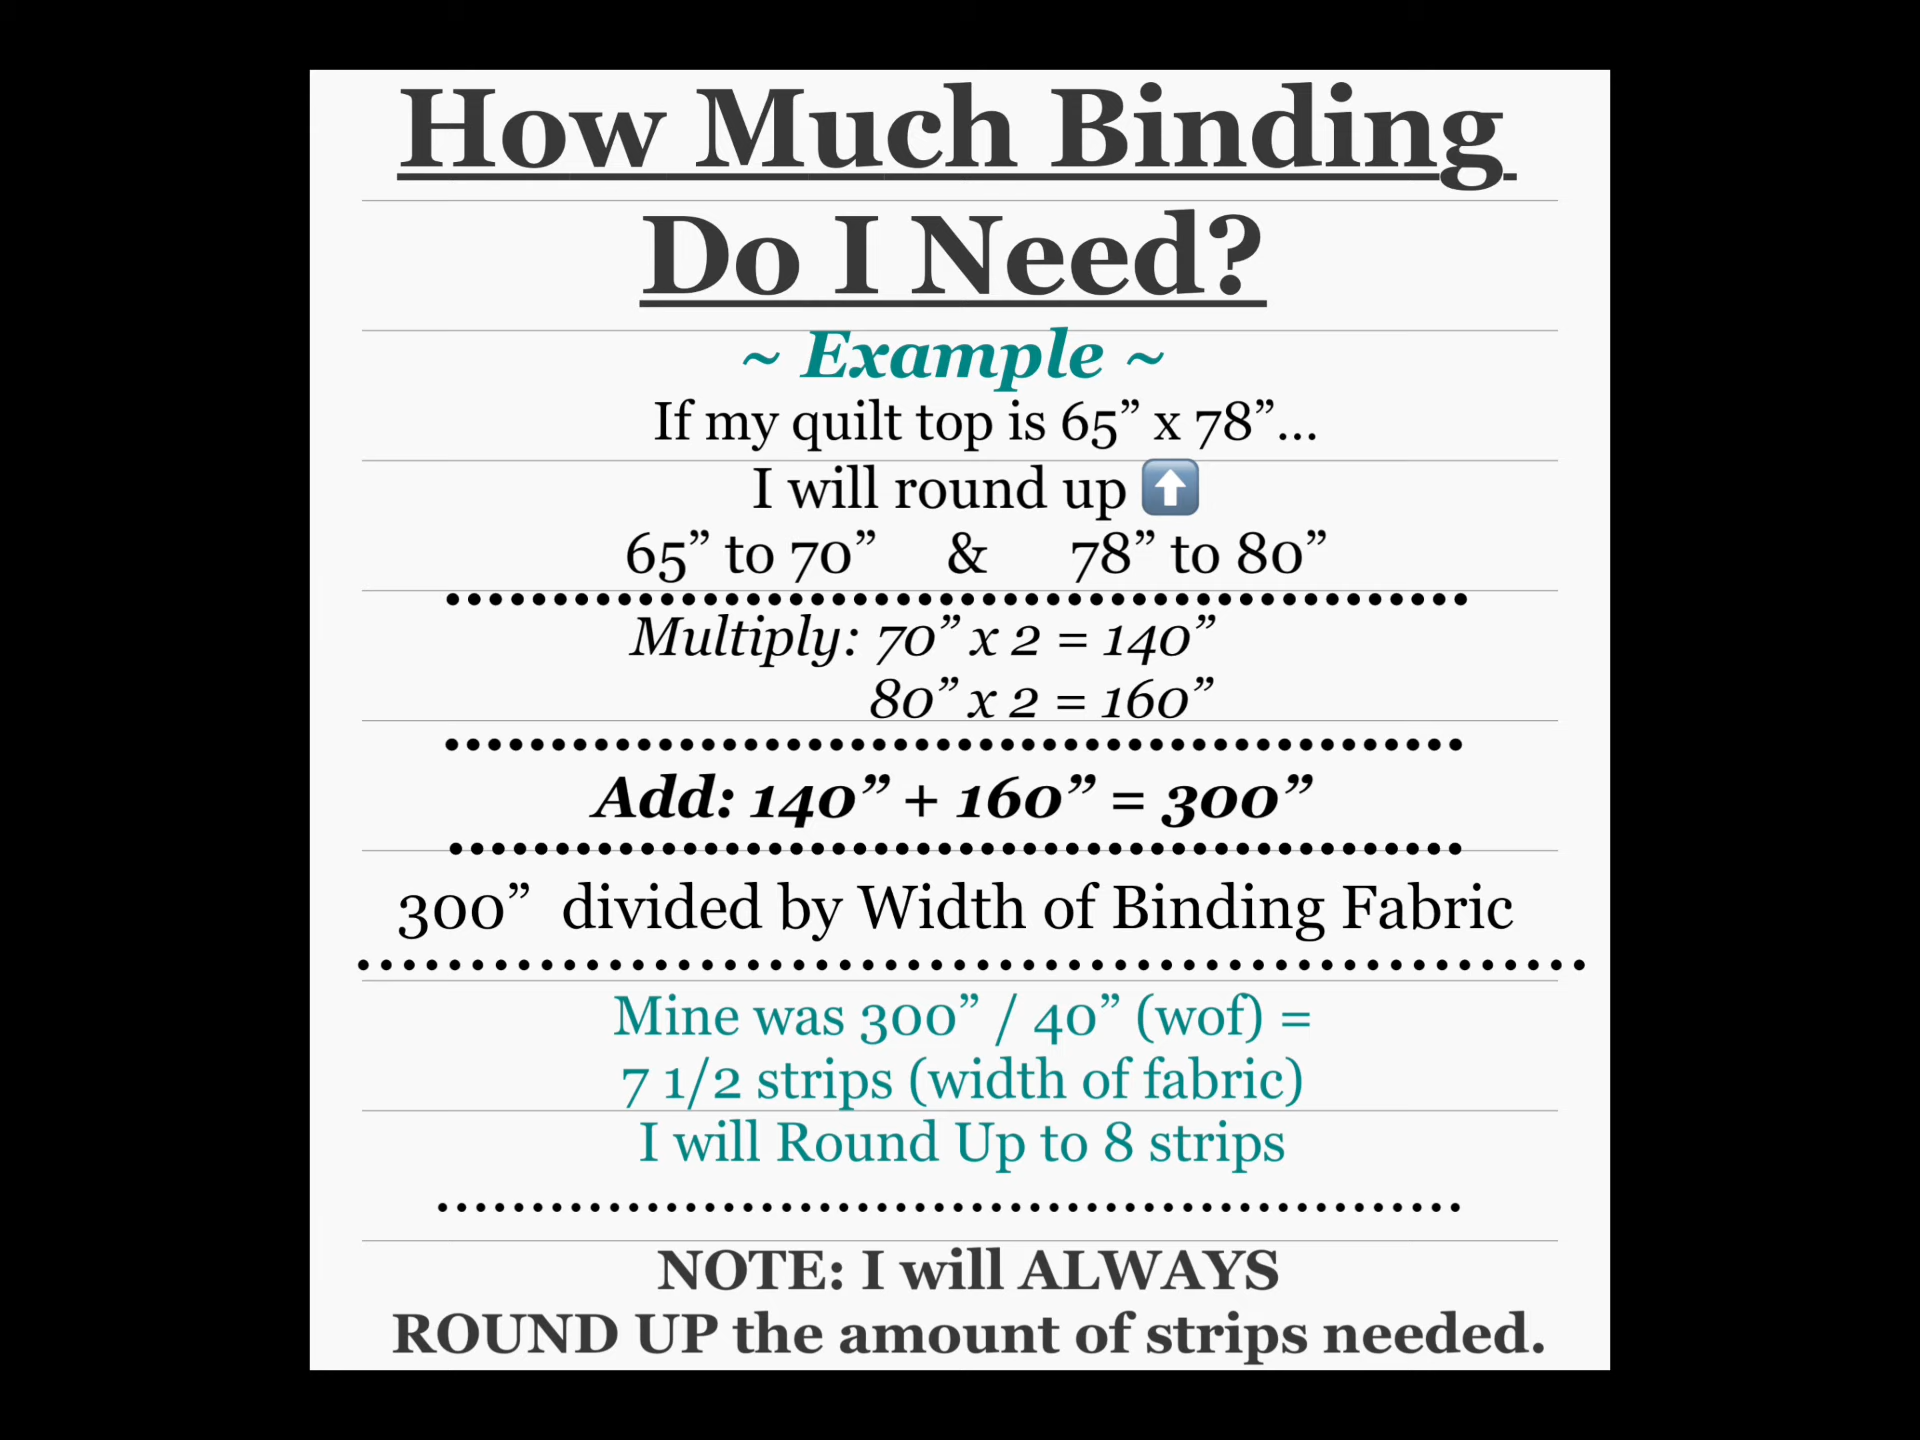 How Much Binding
Do I Need?
~ Example ~
If my quilt top is 65” x 78”...
I will round up ⬆️
65” to 70” & 78” to 80”
Multiply: 70” x 2 = 140”
80” x 2 = 160”
Add: 140” + 160” = 300”
300” divided by Width of Binding Fabric
Mine was 300” / 40” (wof) =
7 1/2 strips (width of fabric)
I will Round Up to 8 strips
NOTE: I will ALWAYS
ROUND UP the amount of strips needed.